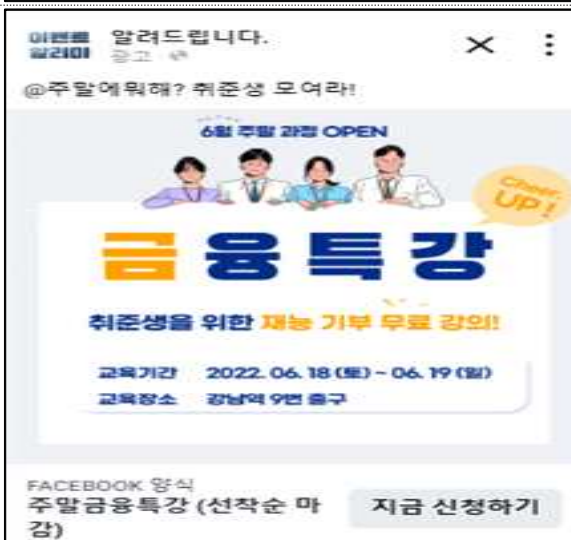 이벤트
알리미
알려드립니다.
광고
@주말에뭐해? 취준생 모여라!
6월 주말 과정 OPEN
Cheer
UP!
금융특강
취준생을 위한 재능 기부 무료 강의!
교육기간 2022. 06. 18 (토) ~ 06. 19 (일)
교육장소 강남역 9번 출구
FACEBOOK 양식
주말금융특강 (선착순 마
감)
지금 신청하기